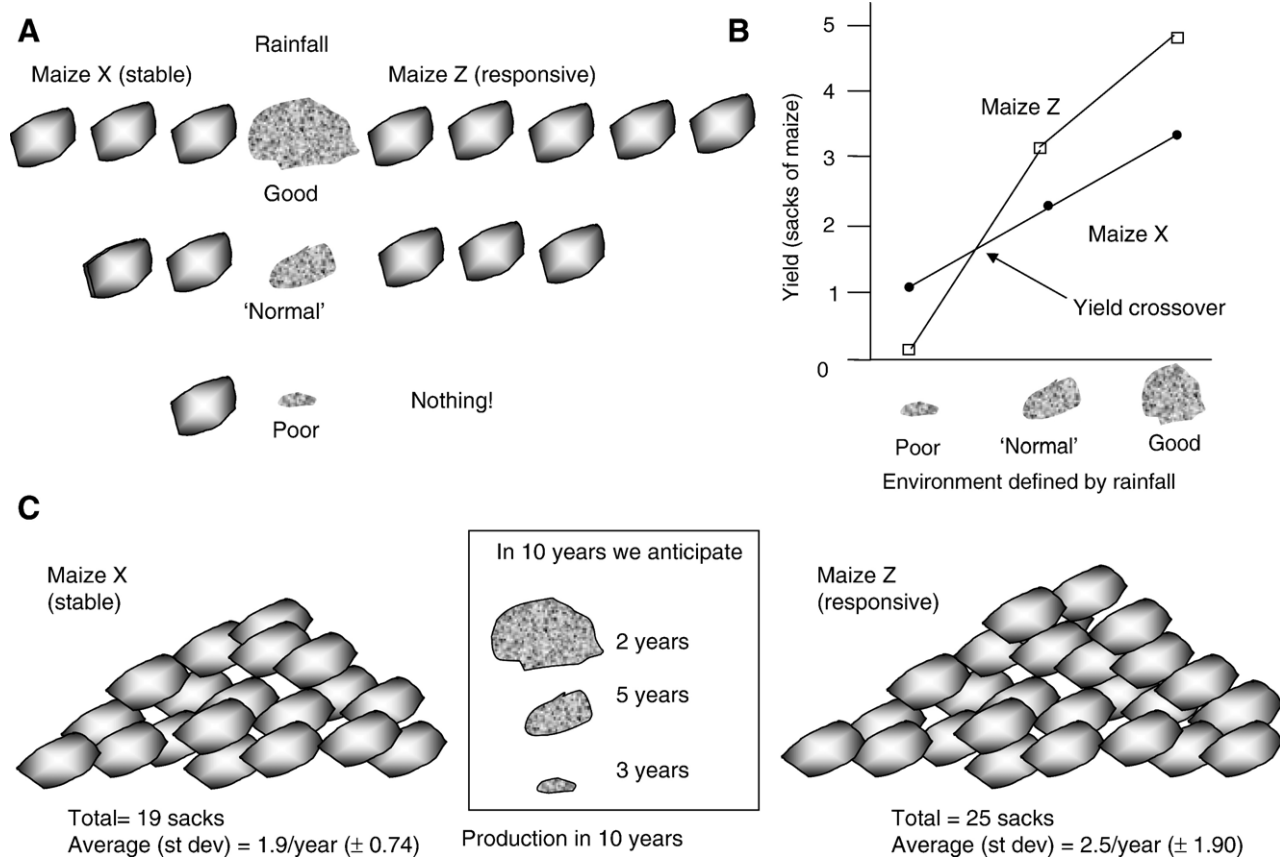 A
Rainfall
Maize X (stable)
Maize Z (responsive)
Good
‘Normal’
Nothing!
Poor
B
5
4
3
2
1
0
Yield (sacks of maize)
Maize Z
Maize X
Yield crossover
Poor
‘Normal’
Good
Environment defined by rainfall
C
Maize X
(stable)
Total= 19 sacks
Average (st dev) = 1.9/year (± 0.74)
In 10 years we anticipate
2 years
5 years
3 years
Production in 10 years
Maize Z
(responsive)
Total = 25 sacks
Average (st dev) = 2.5/year (± 1.90)